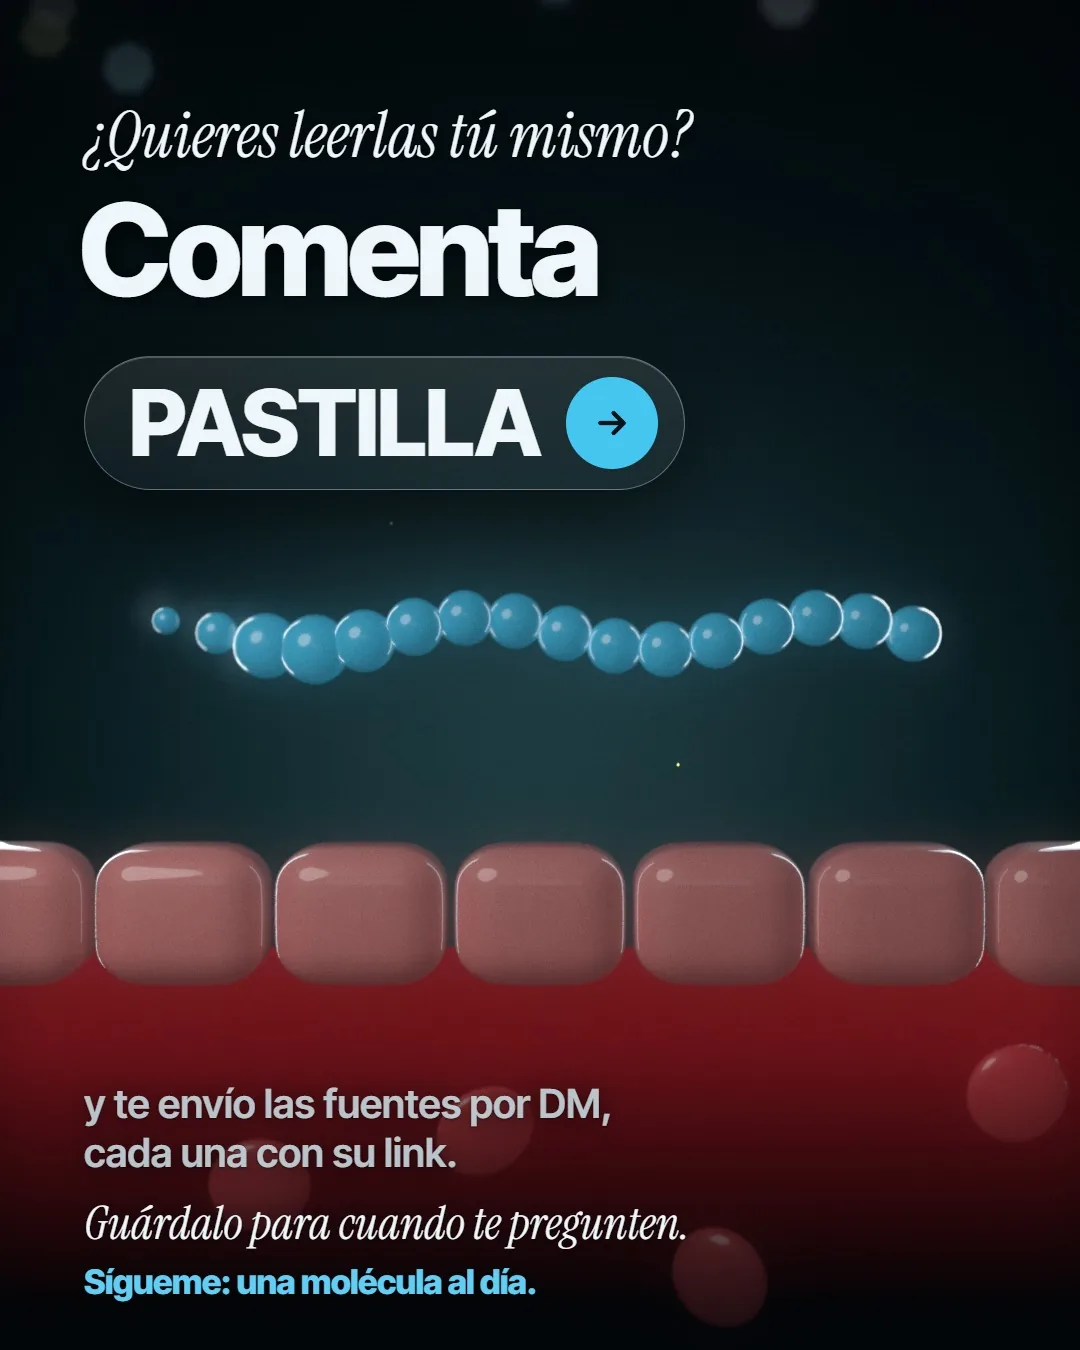 ¿Quieres leerlas tú mismo?
Comenta
PASTILLA
y te envío las fuentes por DM,
cada una con su link.
Guárdalo para cuando te pregunten.
Sígueme: una molécula al día.